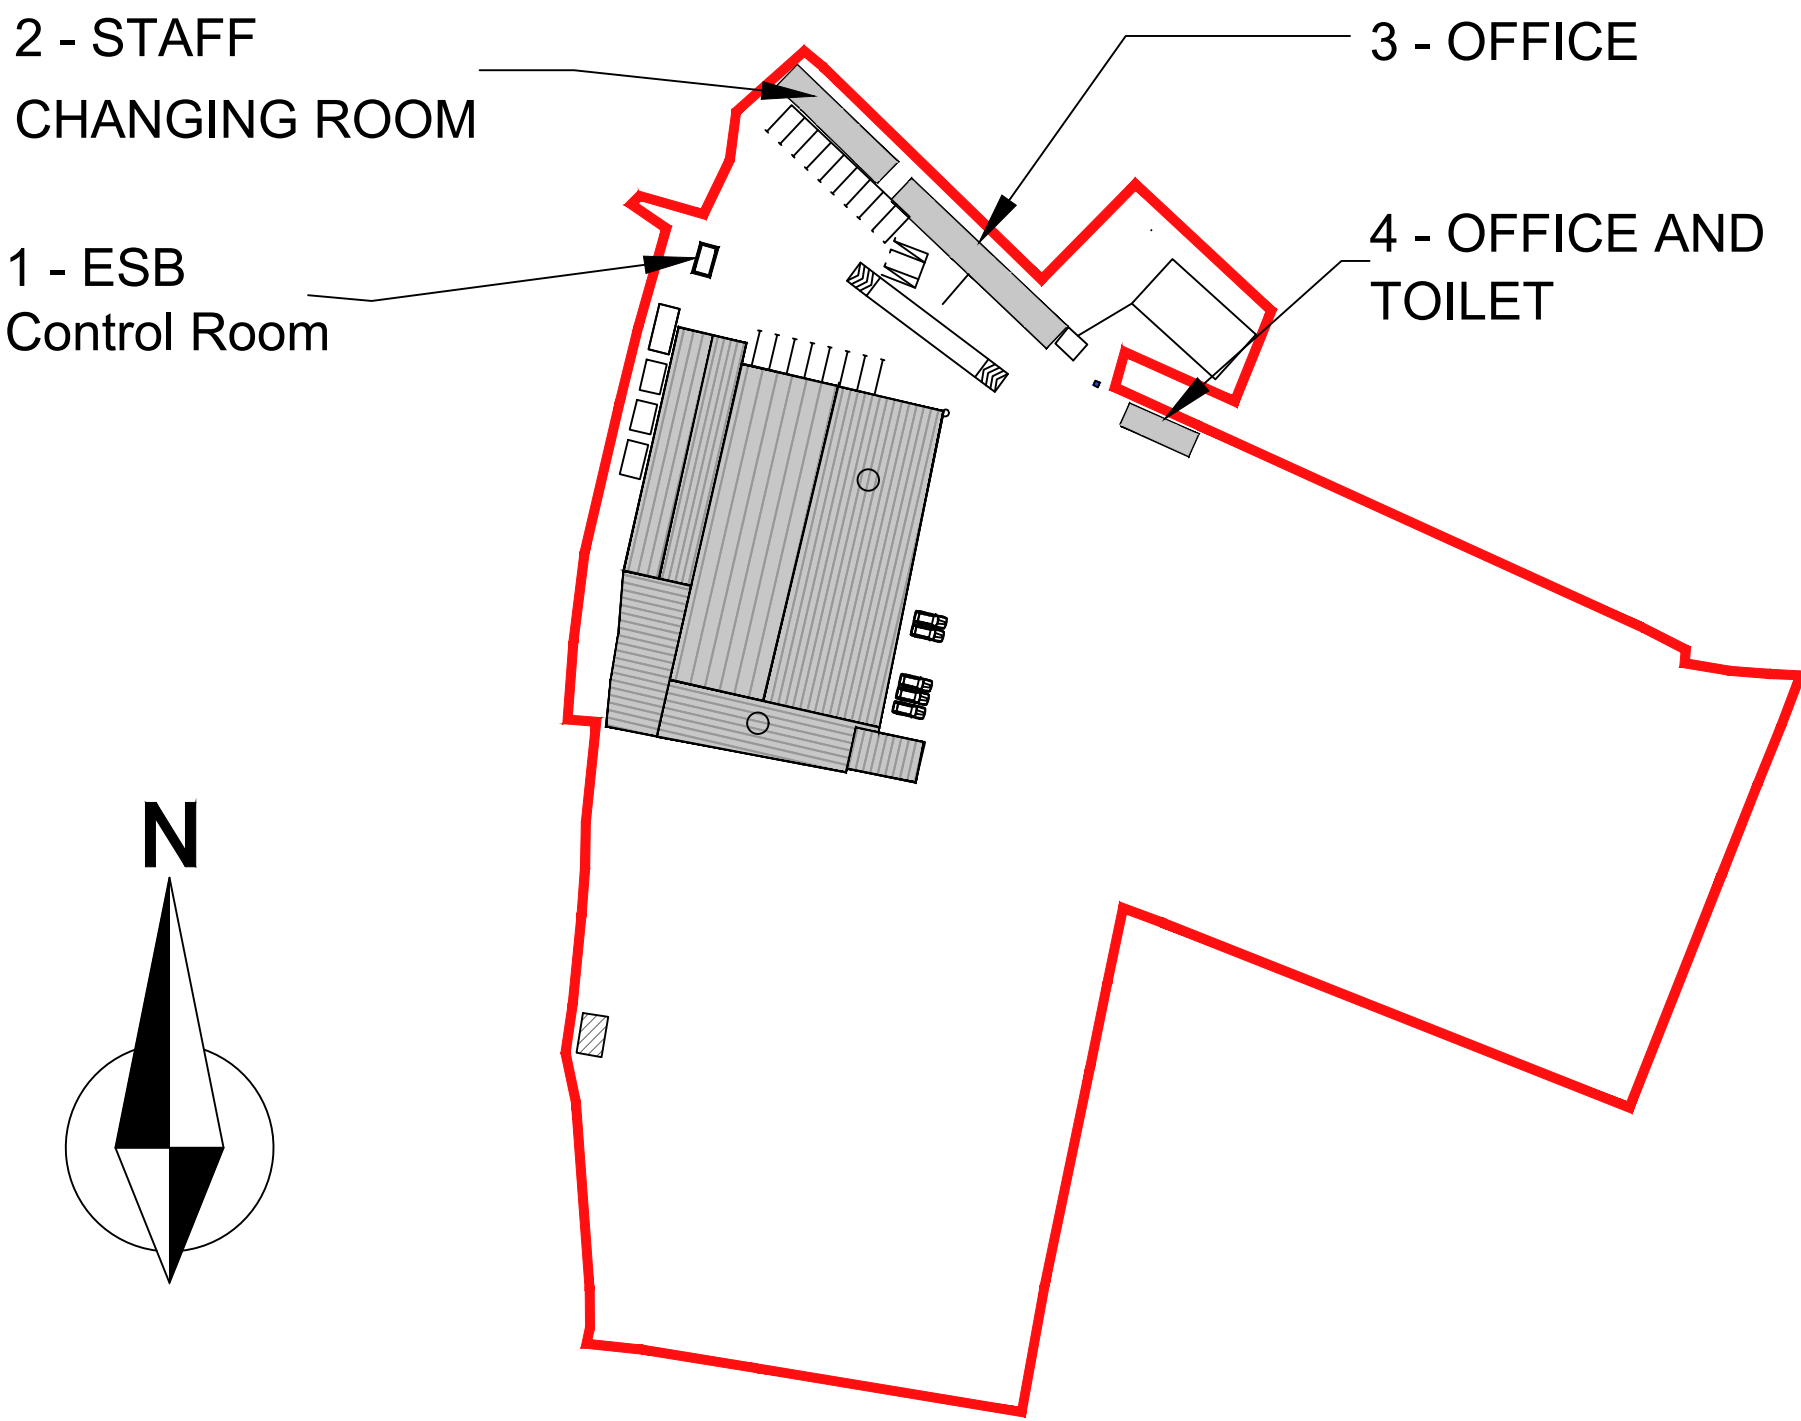 2 - STAFF
CHANGING ROOM
3 - OFFICE
1 - ESB
Control Room
4 - OFFICE AND
TOILET
N